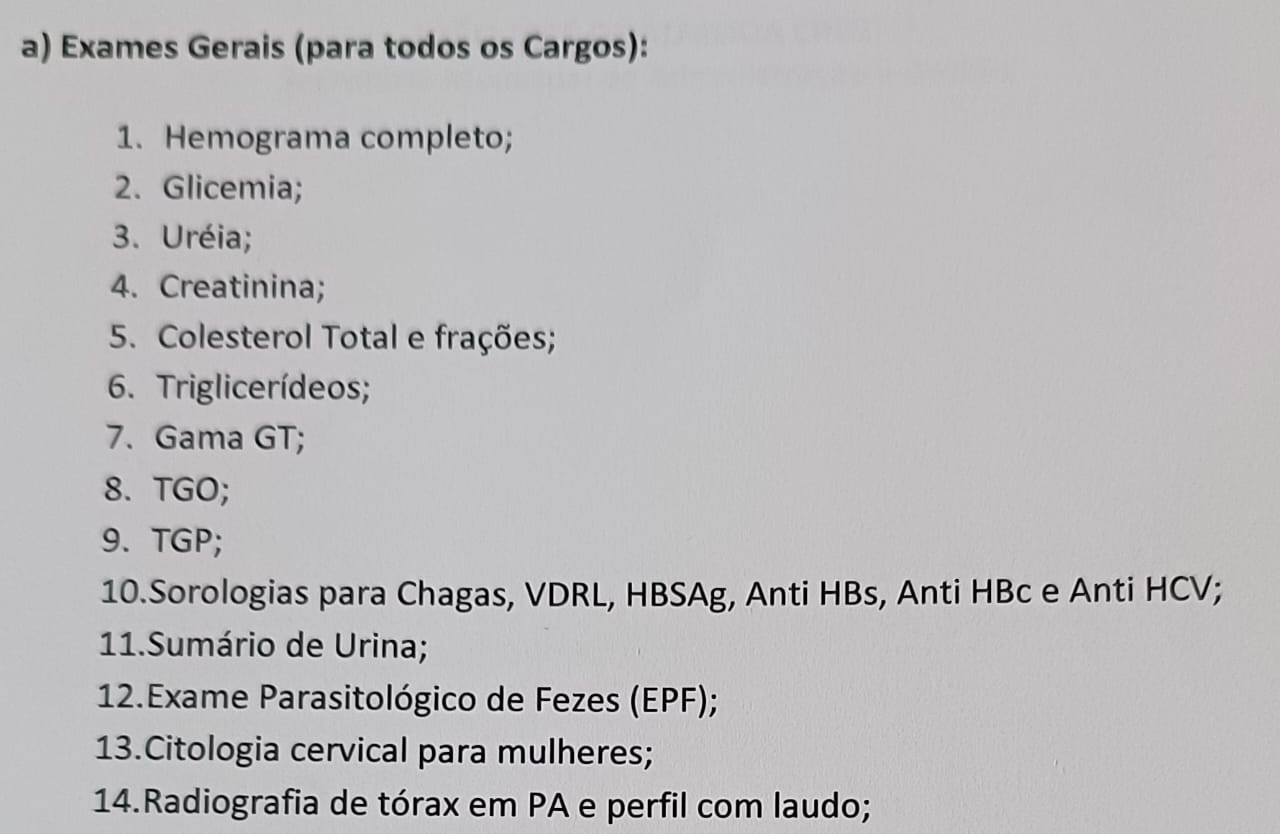 a) Exames Gerais (para todos os Cargos):
1. Hemograma completo;
2. Glicemia;
3. Uréia;
4. Creatinina;
5. Colesterol Total e frações;
6. Triglicerídeos;
7. Gama GT;
8. TGO;
9. TGP;
10.Sorologias para Chagas, VDRL, HBSAg, Anti HBs, Anti HBc e Anti HCV;
11.Sumário de Urina;
12.Exame Parasitológico de Fezes (EPF);
13.Citologia cervical para mulheres;
14.Radiografia de tórax em PA e perfil com laudo;